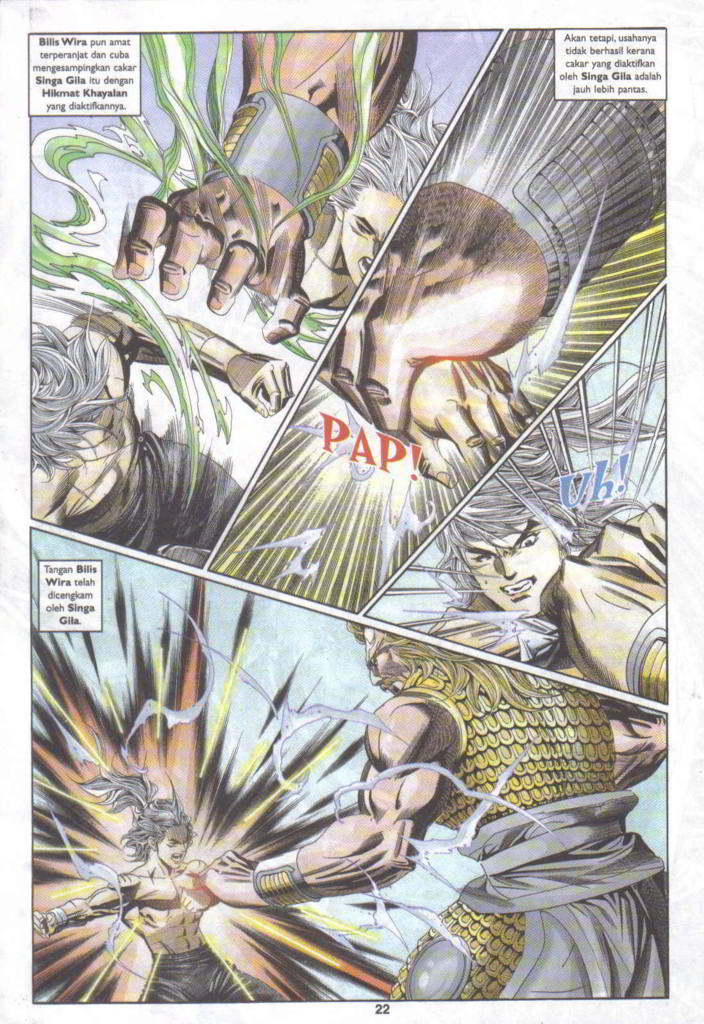 Bilis Wira pun amat
terperanjat dan cuba
mengesampingkan cakar
Singa Gila itu dengan
Hikmat Khayalan
yang diaktifkannya.
Akan tetapi, usahanya
tidak berhasil kerana
cakar yang diaktifkan
oleh Singa Gila adalah
jauh lebih pantas.
PAP!
Uh!
Tangan Bilis
Wira telah
dicengkam
oleh Singa
Gila.
22